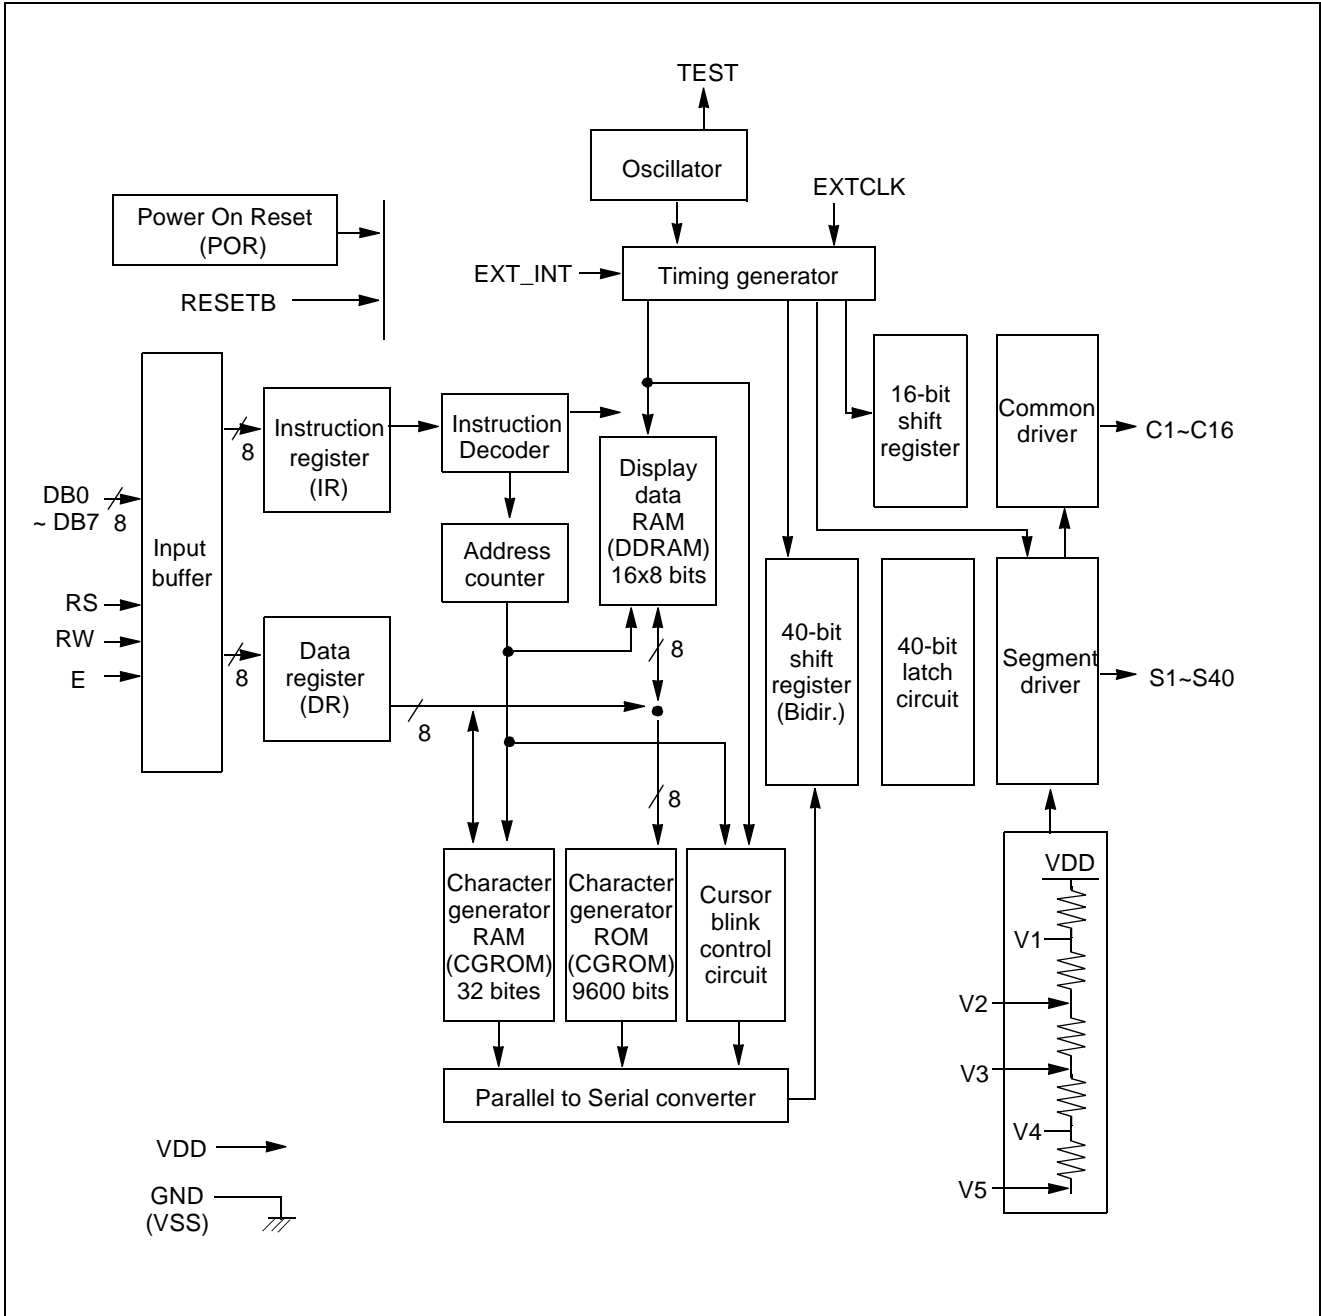 TEST
Oscillator
EXTCLK
Power On Reset
(POR)
EXT_INT
Timing generator
RESETB
16-bit
shift
register
Common
driver
C1~C16
Instruction
register
(IR)
8
Instruction
Decoder
Display
data
RAM
(DDRAM)
16x8 bits
DB0
~ DB7
8
Input
buffer
Address
counter
RS
RW
E
8
Data
register
(DR)
8
8
40-bit
shift
register
(Bidir.)
40-bit
latch
circuit
Segment
driver
S1~S40
8
Character
generator
RAM
(CGROM)
32 bites
Character
generator
ROM
(CGROM)
9600 bits
Cursor
blink
control
circuit
VDD
V1
V2
V3
V4
V5
Parallel to Serial converter
VDD
GND
(VSS)